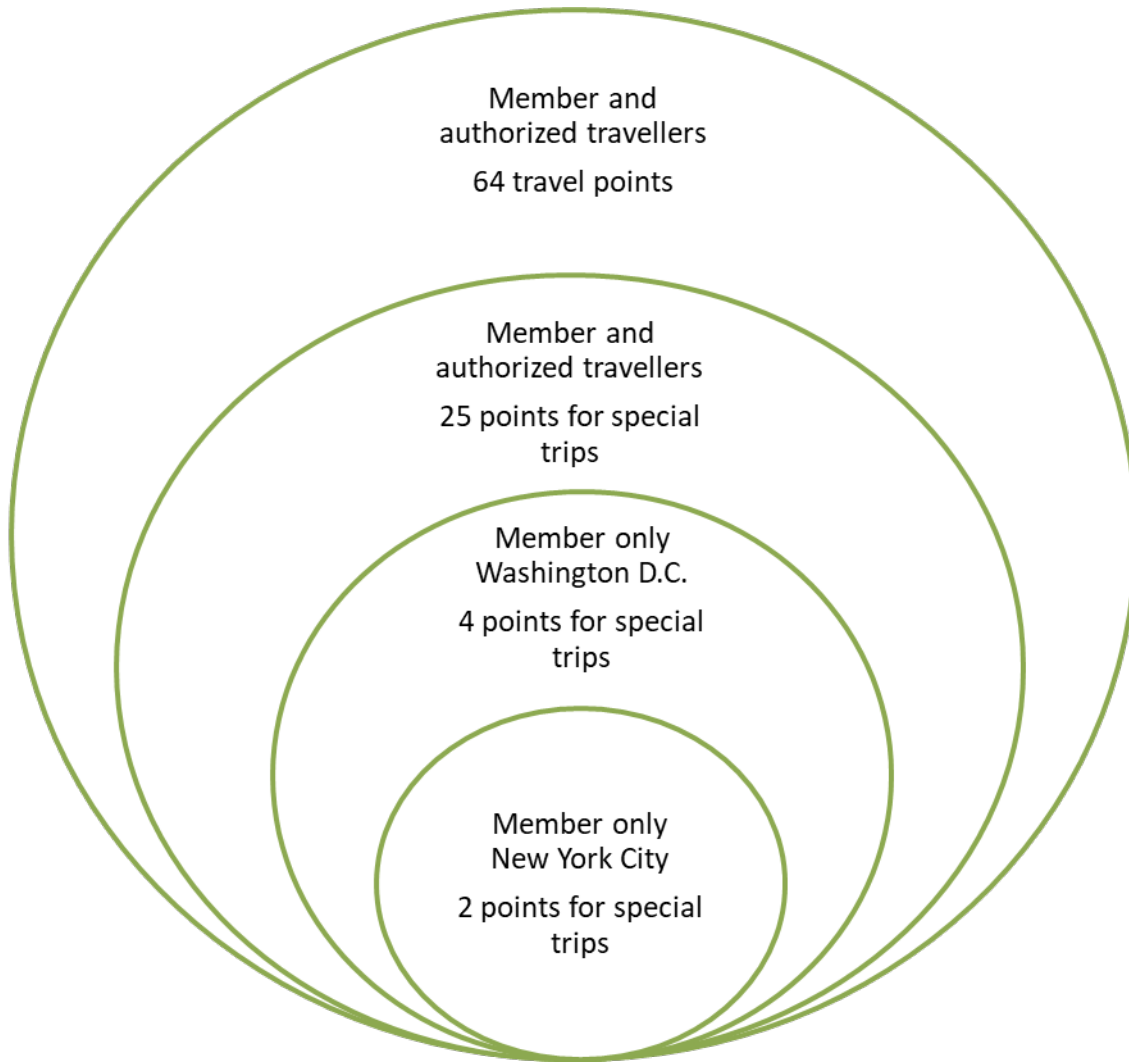 Member and
authorized travellers
64 travel points
Member and
authorized travellers
25 points for special
trips
Member only
Washington D.C.
4 points for special
trips
Member only
New York City
2 points for special
trips